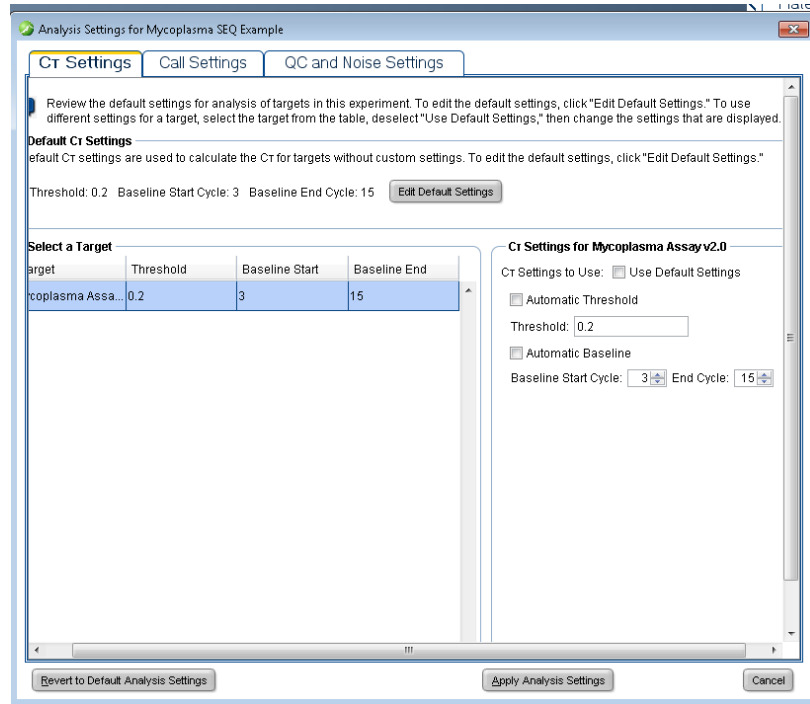 Analysis Settings for Mycoplasma SEQ Example
Cт Settings
Call Settings
QC and Noise Settings
Review the default settings for analysis of targets in this experiment. To edit the default settings, click "Edit Default Settings." To use
different settings for a target, select the target from the table, deselect "Use Default Settings," then change the settings that are displayed.
Default Cт Settings
efault Cт settings are used to calculate the Cт for targets without custom settings. To edit the default settings, click "Edit Default Settings."
Threshold: 0.2 Baseline Start Cycle: 3 Baseline End Cycle: 15 Edit Default Settings
Select a Target
arget Threshold Baseline Start Baseline End
ycoplasma Assa... 0.2 3 15
Cт Settings for Mycoplasma Assay v2.0
Cт Settings to Use: Use Default Settings
Automatic Threshold
Threshold: 0.2
Automatic Baseline
Baseline Start Cycle: 3 End Cycle: 15
Revert to Default Analysis Settings
Apply Analysis Settings
Cancel